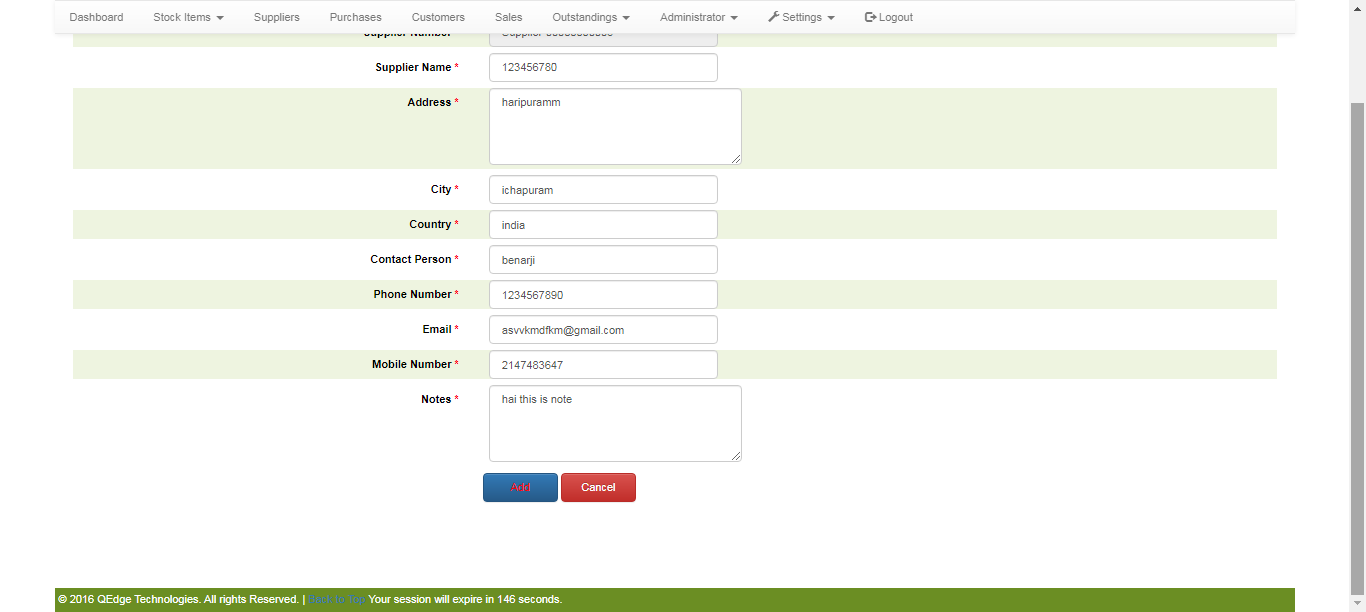 Dashboard Stock Items Suppliers Purchases Customers Sales Outstandings Administrator Settings Logout
Supplier Number
Supplier Name * 123456780
Address * haripuramm
City * ichapuram
Country * india
Contact Person * benarji
Phone Number * 1234567890
Email * asvvkmdfkm@gmail.com
Mobile Number * 2147483647
Notes * hai this is note
Add Cancel
© 2016 QEdge Technologies. All rights Reserved. | Back to Top Your session will expire in 146 seconds.